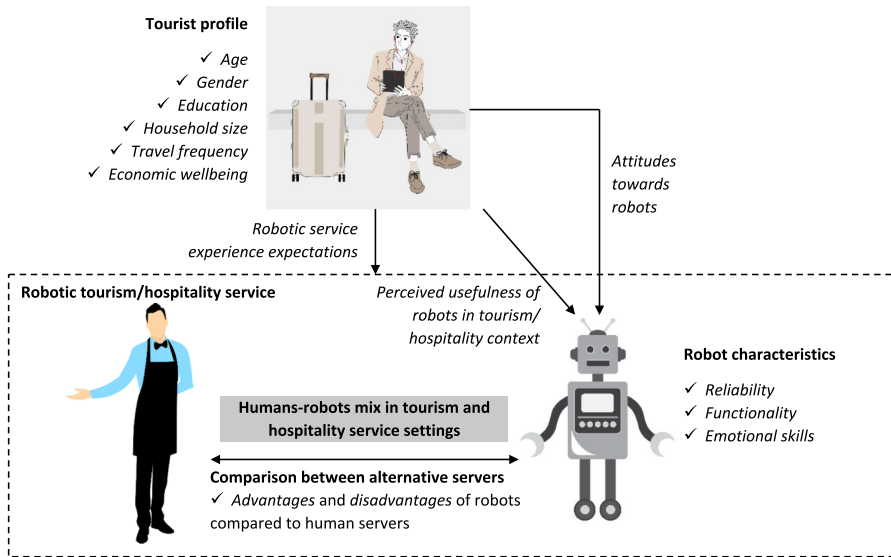 Tourist profile
✓ Age
✓ Gender
✓ Education
✓ Household size
✓ Travel frequency
✓ Economic wellbeing
Attitudes
towards
robots
Robotic service
experience expectations
Robotic tourism/hospitality service
Perceived usefulness of
robots in tourism/
hospitality context
Robot characteristics
✓ Reliability
✓ Functionality
✓ Emotional skills
Humans-robots mix in tourism and
hospitality service settings
Comparison between alternative servers
✓ Advantages and disadvantages of robots
compared to human servers